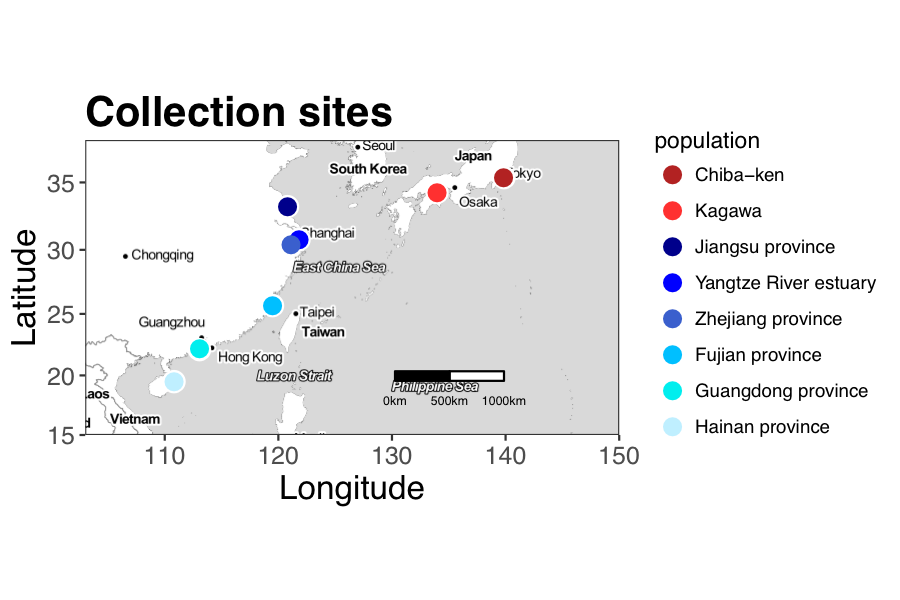 Collection sites
Latitude
35
30
25
20
15
110
120
130
140
150
Longitude
Seoul
South Korea
Japan
okyo
Osaka
Shanghai
Chongqing
East China Sea
Guangzhou
Taipei
Taiwan
Hong Kong
Luzon Strait
Philippine Sea
0km
500km
1000km
aos
Vietnam
d
population
Chiba−ken
Kagawa
Jiangsu province
Yangtze River estuary
Zhejiang province
Fujian province
Guangdong province
Hainan province